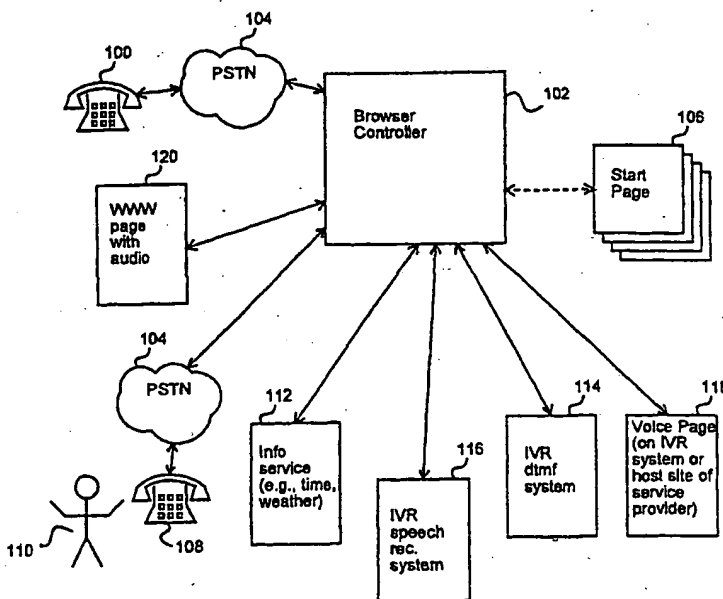 104
100
PSTN
102
Browser
Controller
106
Start
Page
120
WWW
page
with
audio
104
PSTN
112
Info
service
(e.g., time,
weather)
116
IVR
speech
rec.
system
114
IVR
dtmf
system
118
Voice Page
(on IVR
system or
host site of
service
provider)
110
108